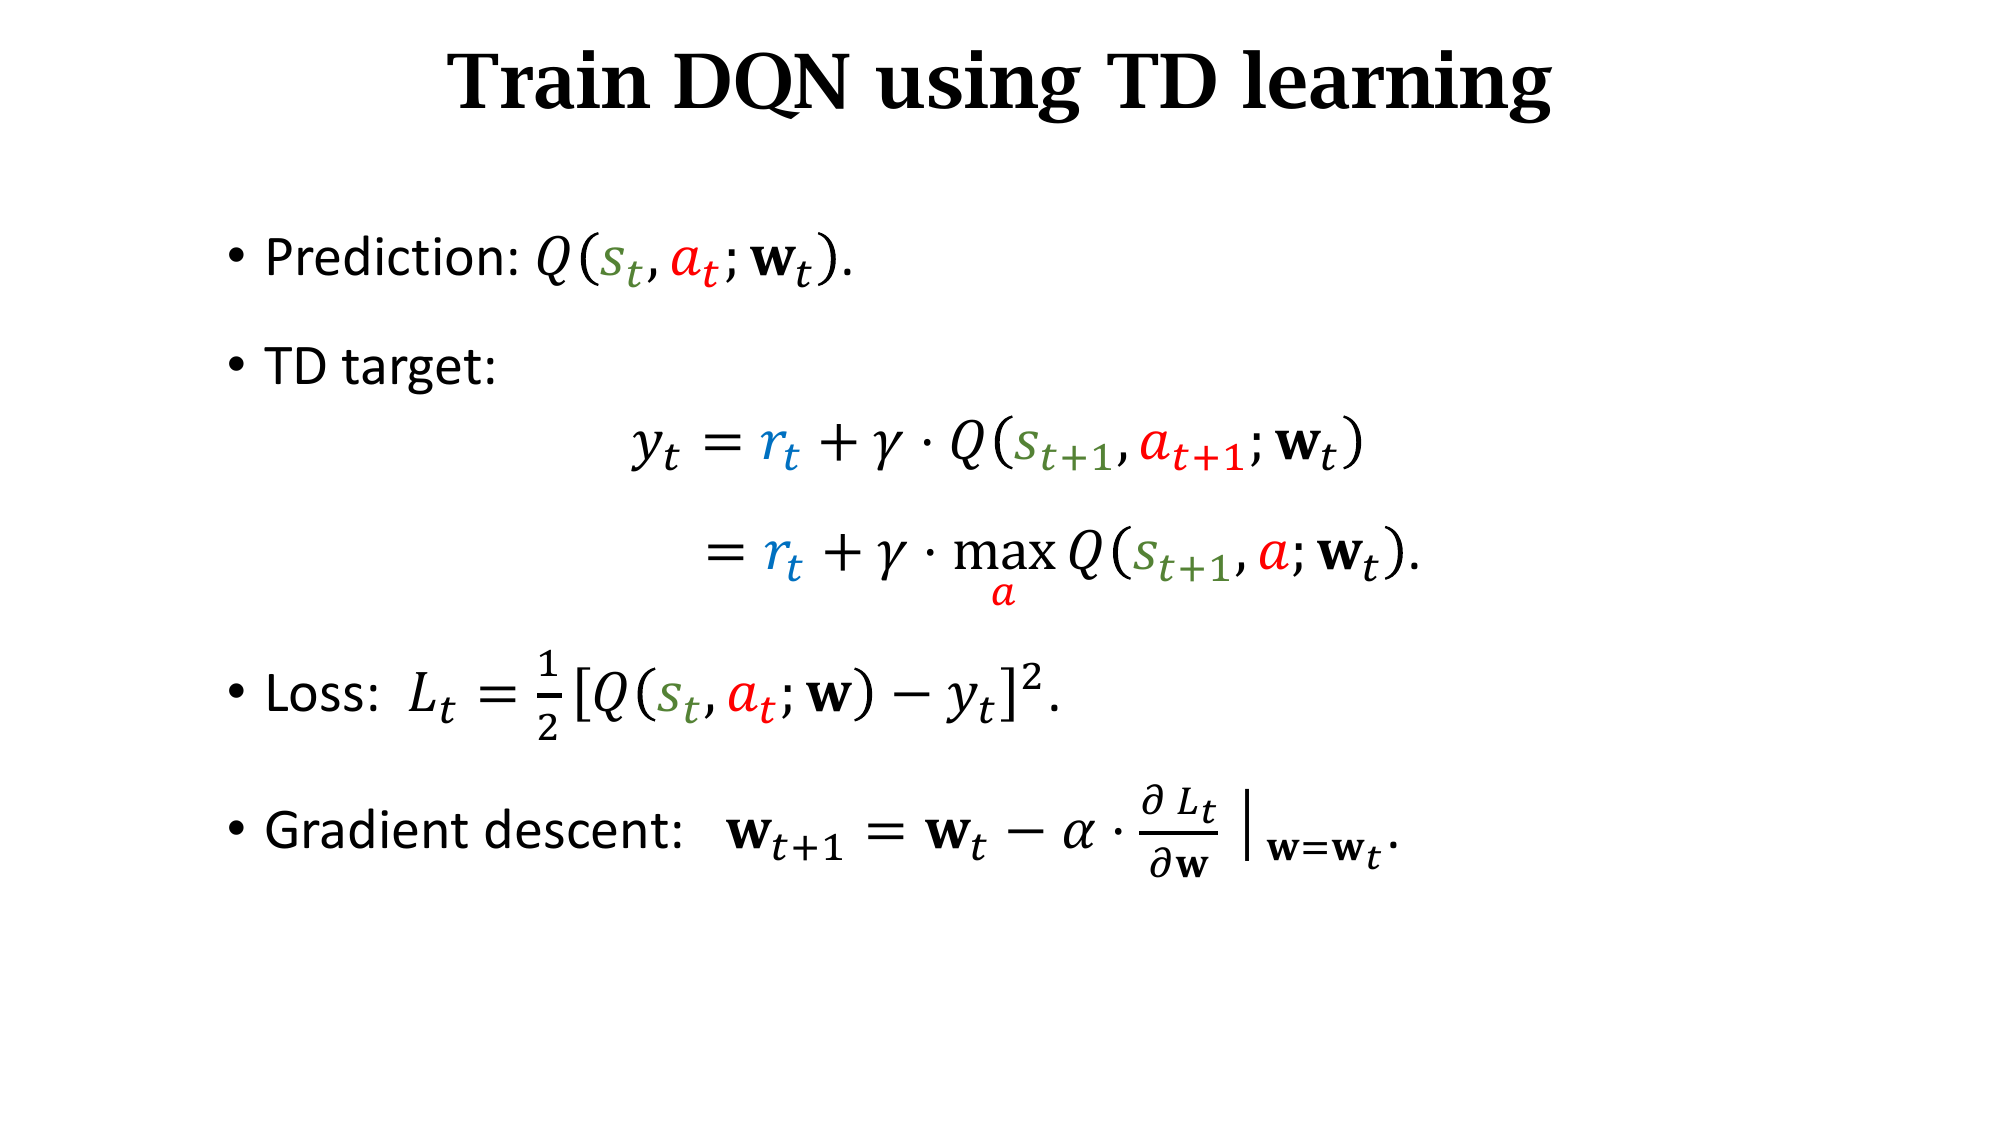 Train DQN using TD learning
• Prediction: $Q(s_t, a_t; \mathbf{w}_t)$.
• TD target:
$y_t = r_t + \gamma \cdot Q(s_{t+1}, a_{t+1}; \mathbf{w}_t)$
$= r_t + \gamma \cdot \max_a Q(s_{t+1}, a; \mathbf{w}_t)$.
• Loss: $L_t = \frac{1}{2} [Q(s_t, a_t; \mathbf{w}) - y_t]^2$.
• Gradient descent: $\mathbf{w}_{t+1} = \mathbf{w}_t - \alpha \cdot \frac{\partial L_t}{\partial \mathbf{w}} |_{\mathbf{w}=\mathbf{w}_t}$.